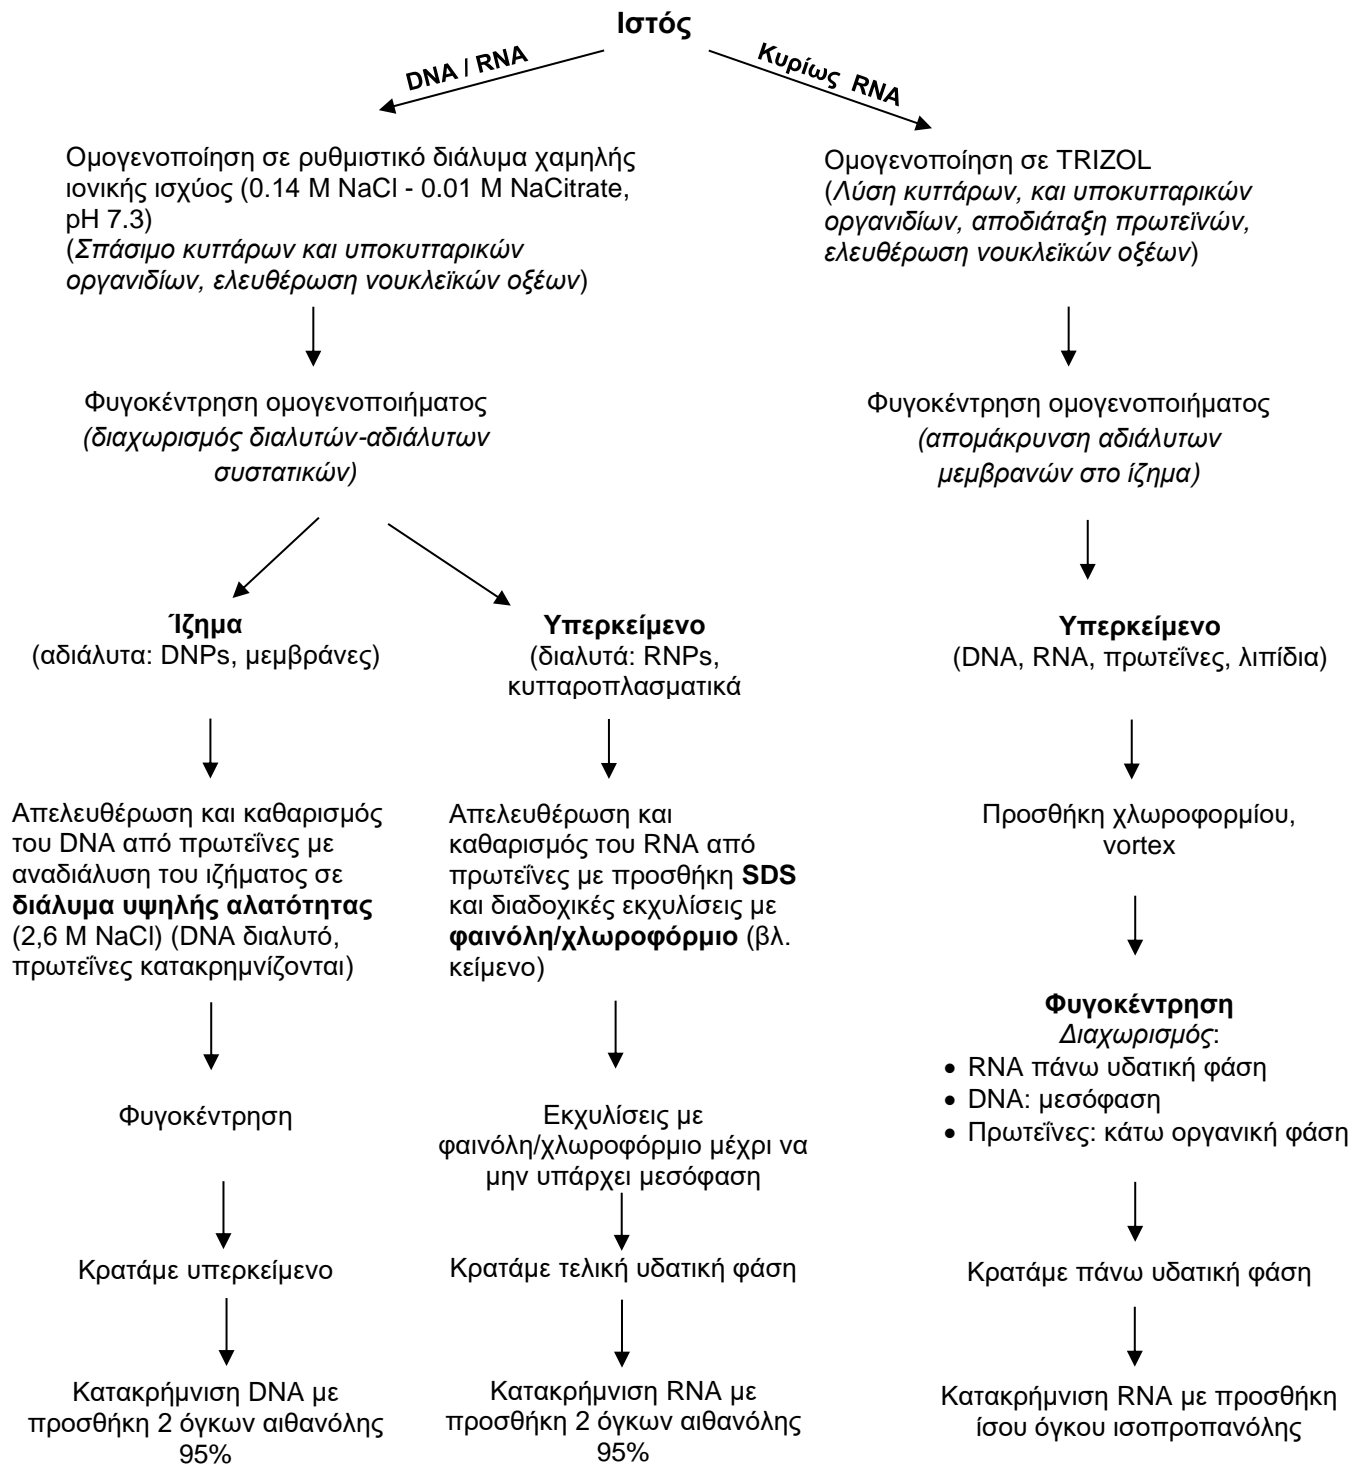 Ιστός
DNA / RNA
Κυρίως RNA
Ομογενοποίηση σε ρυθμιστικό διάλυμα χαμηλής
ιονικής ισχύος (0.14 M NaCl - 0.01 M NaCitrate,
pH 7.3)
(Σπάσιμο κυττάρων και υποκυτταρικών
οργανιδίων, ελευθέρωση νουκλεϊκών οξέων)
Ομογενοποίηση σε TRIZOL
(Λύση κυττάρων, και υποκυτταρικών
οργανιδίων, αποδιάταξη πρωτεϊνών,
ελευθέρωση νουκλεϊκών οξέων)
Φυγοκέντρηση ομογενοποιήματος
(διαχωρισμός διαλυτών-αδιάλυτων
συστατικών)
Φυγοκέντρηση ομογενοποιήματος
(απομάκρυνση αδιάλυτων
μεμβρανών στο ίζημα)
Ίζημα
(αδιάλυτα: DNPs, μεμβράνες)
Υπερκείμενο
(διαλυτά: RNPs,
κυτταροπλασματικά
Υπερκείμενο
(DNA, RNA, πρωτεΐνες, λιπίδια)
Απελευθέρωση και καθαρισμός
του DNA από πρωτεΐνες με
αναδιάλυση του ιζήματος σε
διάλυμα υψηλής αλατότητας
(2,6 M NaCl) (DNA διαλυτό,
πρωτεΐνες κατακρημνίζονται)
Απελευθέρωση και
καθαρισμός του RNA από
πρωτεΐνες με προσθήκη SDS
και διαδοχικές εκχυλίσεις με
φαινόλη/χλωροφόρμιο (βλ.
κείμενο)
Προσθήκη χλωροφορμίου,
vortex
Φυγοκέντρηση
Διαχωρισμός:
• RNA πάνω υδατική φάση
• DNA: μεσόφαση
• Πρωτεΐνες: κάτω οργανική φάση
Φυγοκέντρηση
Εκχυλίσεις με
φαινόλη/χλωροφόρμιο μέχρι να
μην υπάρχει μεσόφαση
Κρατάμε υπερκείμενο
Κρατάμε τελική υδατική φάση
Κρατάμε πάνω υδατική φάση
Κατακρήμνιση DNA με
προσθήκη 2 όγκων αιθανόλης
95%
Κατακρήμνιση RNA με
προσθήκη 2 όγκων αιθανόλης
95%
Κατακρήμνιση RNA με προσθήκη
ίσου όγκου ισοπροπανόλης